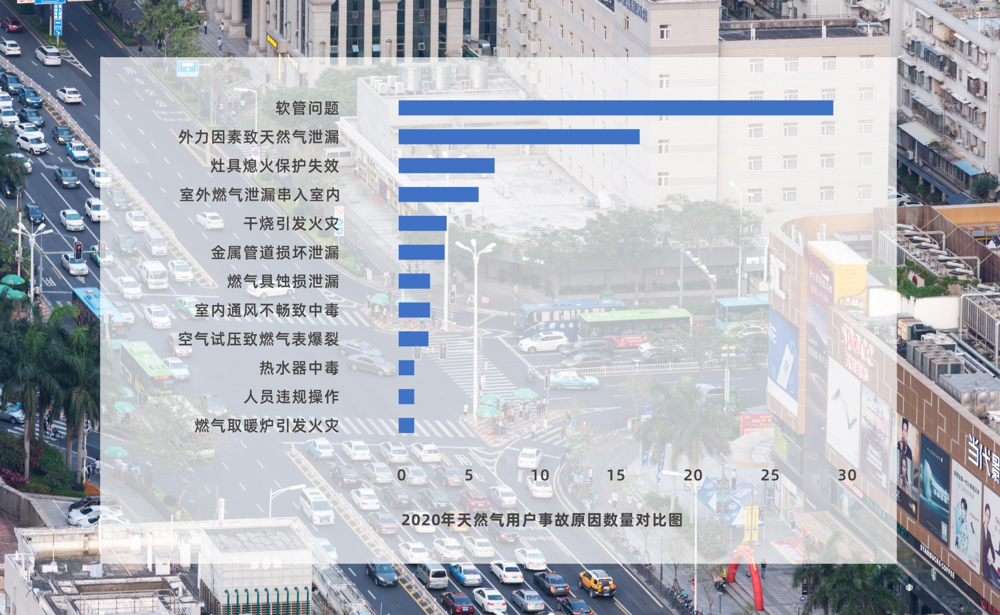 软管问题
外力因素致天然气泄漏
灶具熄火保护失效
室外燃气泄漏串入室内
干烧引发火灾
金属管道损坏泄漏
燃气具蚀损泄漏
室内通风不畅致中毒
空气试压致燃气表爆裂
热水器中毒
人员违规操作
燃气取暖炉引发火灾
0 5 10 15 20 25 30
2020年天然气用户事故原因数量对比图
SPACE
当代景
STARBUCKS COFFEE